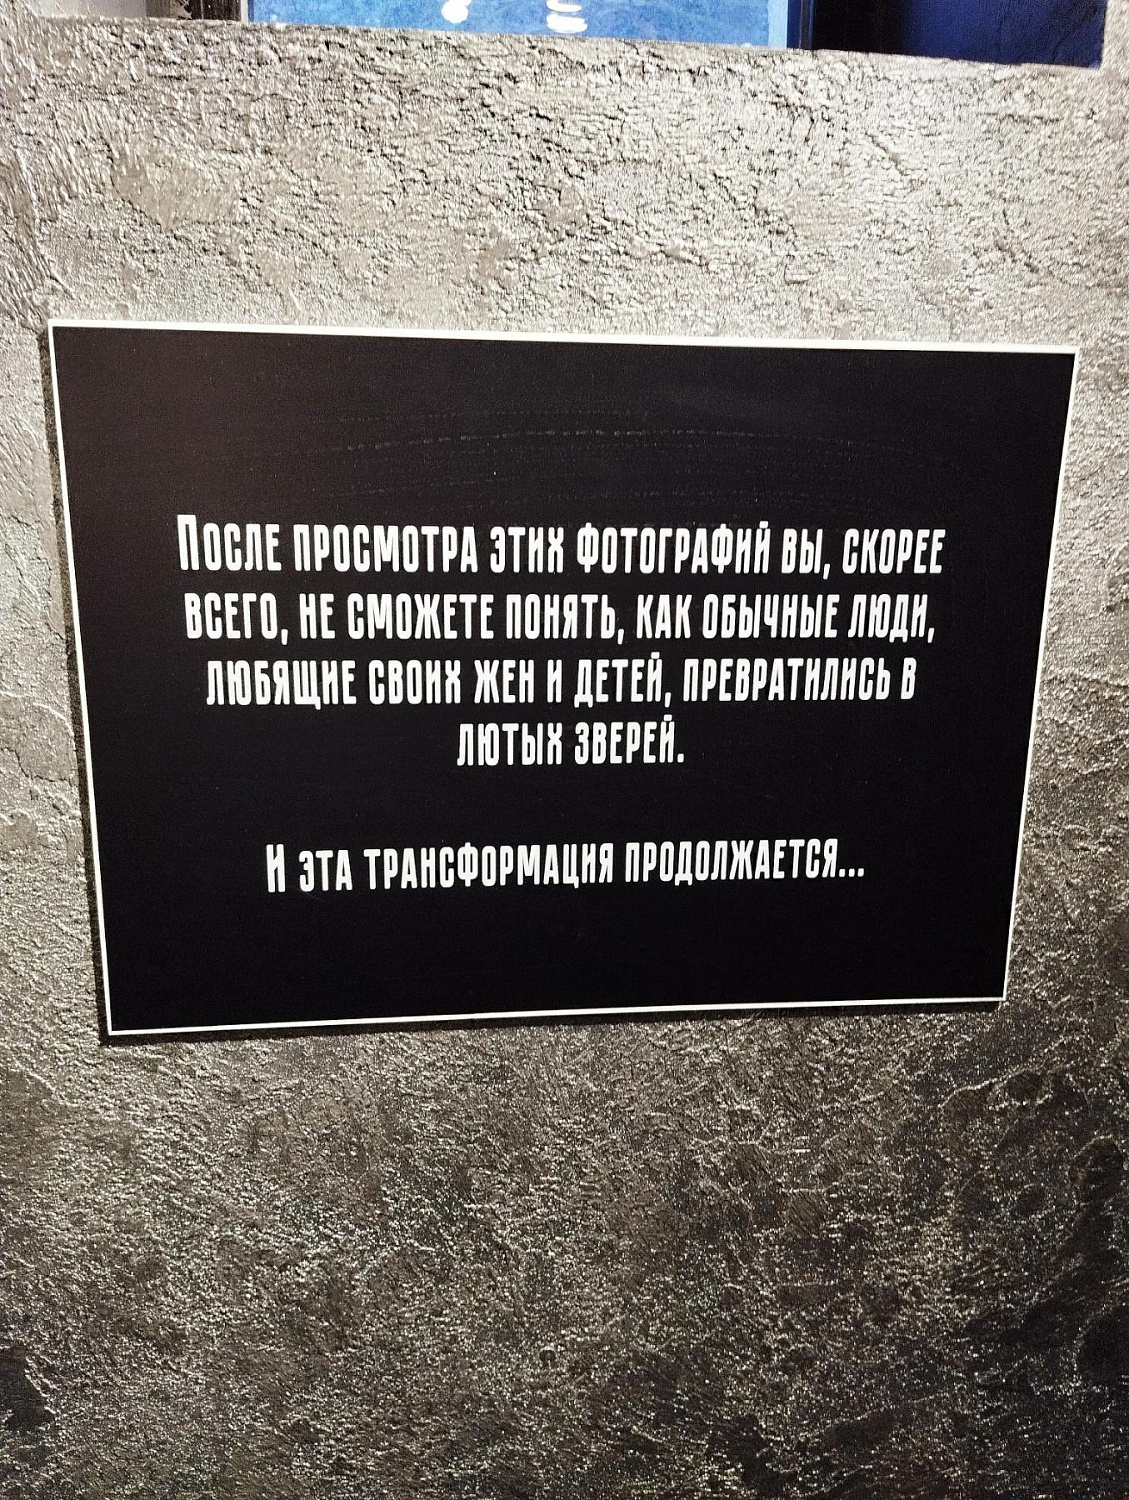 После просмотра этих фотографий вы, скорее
всего, не сможете понять, как обычные люди,
любящие своих жен и детей, превратились в
лютых зверей.
И эта трансформация продолжается...